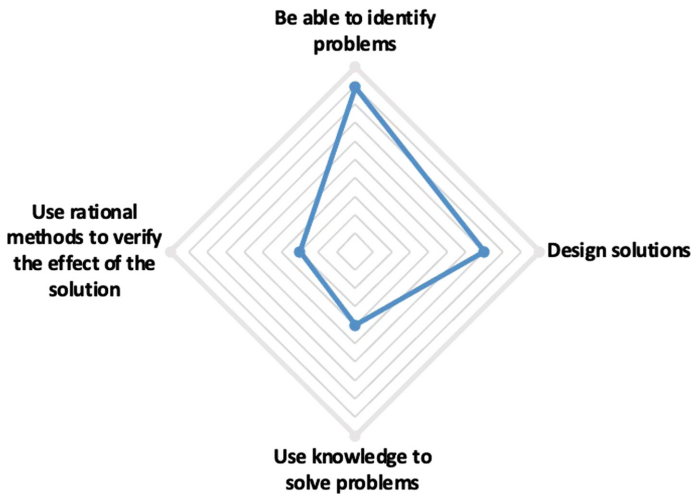 Be able to identify
problems
Use rational
methods to verify
the effect of the
solution
Design solutions
Use knowledge to
solve problems